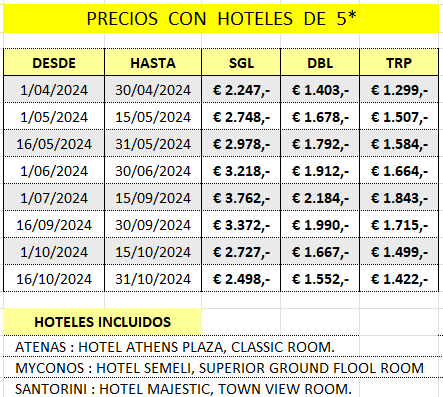 PRECIOS CON HOTELES DE 5*
DESDE HASTA SGL DBL TRP
1/04/2024 30/04/2024 € 2.247,- € 1.403,- € 1.299,-
1/05/2024 15/05/2024 € 2.748,- € 1.678,- € 1.507,-
16/05/2024 31/05/2024 € 2.978,- € 1.792,- € 1.584,-
1/06/2024 30/06/2024 € 3.218,- € 1.912,- € 1.664,-
1/07/2024 15/09/2024 € 3.762,- € 2.184,- € 1.843,-
16/09/2024 30/09/2024 € 3.372,- € 1.990,- € 1.715,-
1/10/2024 15/10/2024 € 2.727,- € 1.667,- € 1.499,-
16/10/2024 31/10/2024 € 2.498,- € 1.552,- € 1.422,-
HOTELES INCLUIDOS
ATENAS : HOTEL ATHENS PLAZA, CLASSIC ROOM.
MYCONOS : HOTEL SEMELI, SUPERIOR GROUND FLOOL ROOM
SANTORINI : HOTEL MAJESTIC, TOWN VIEW ROOM.